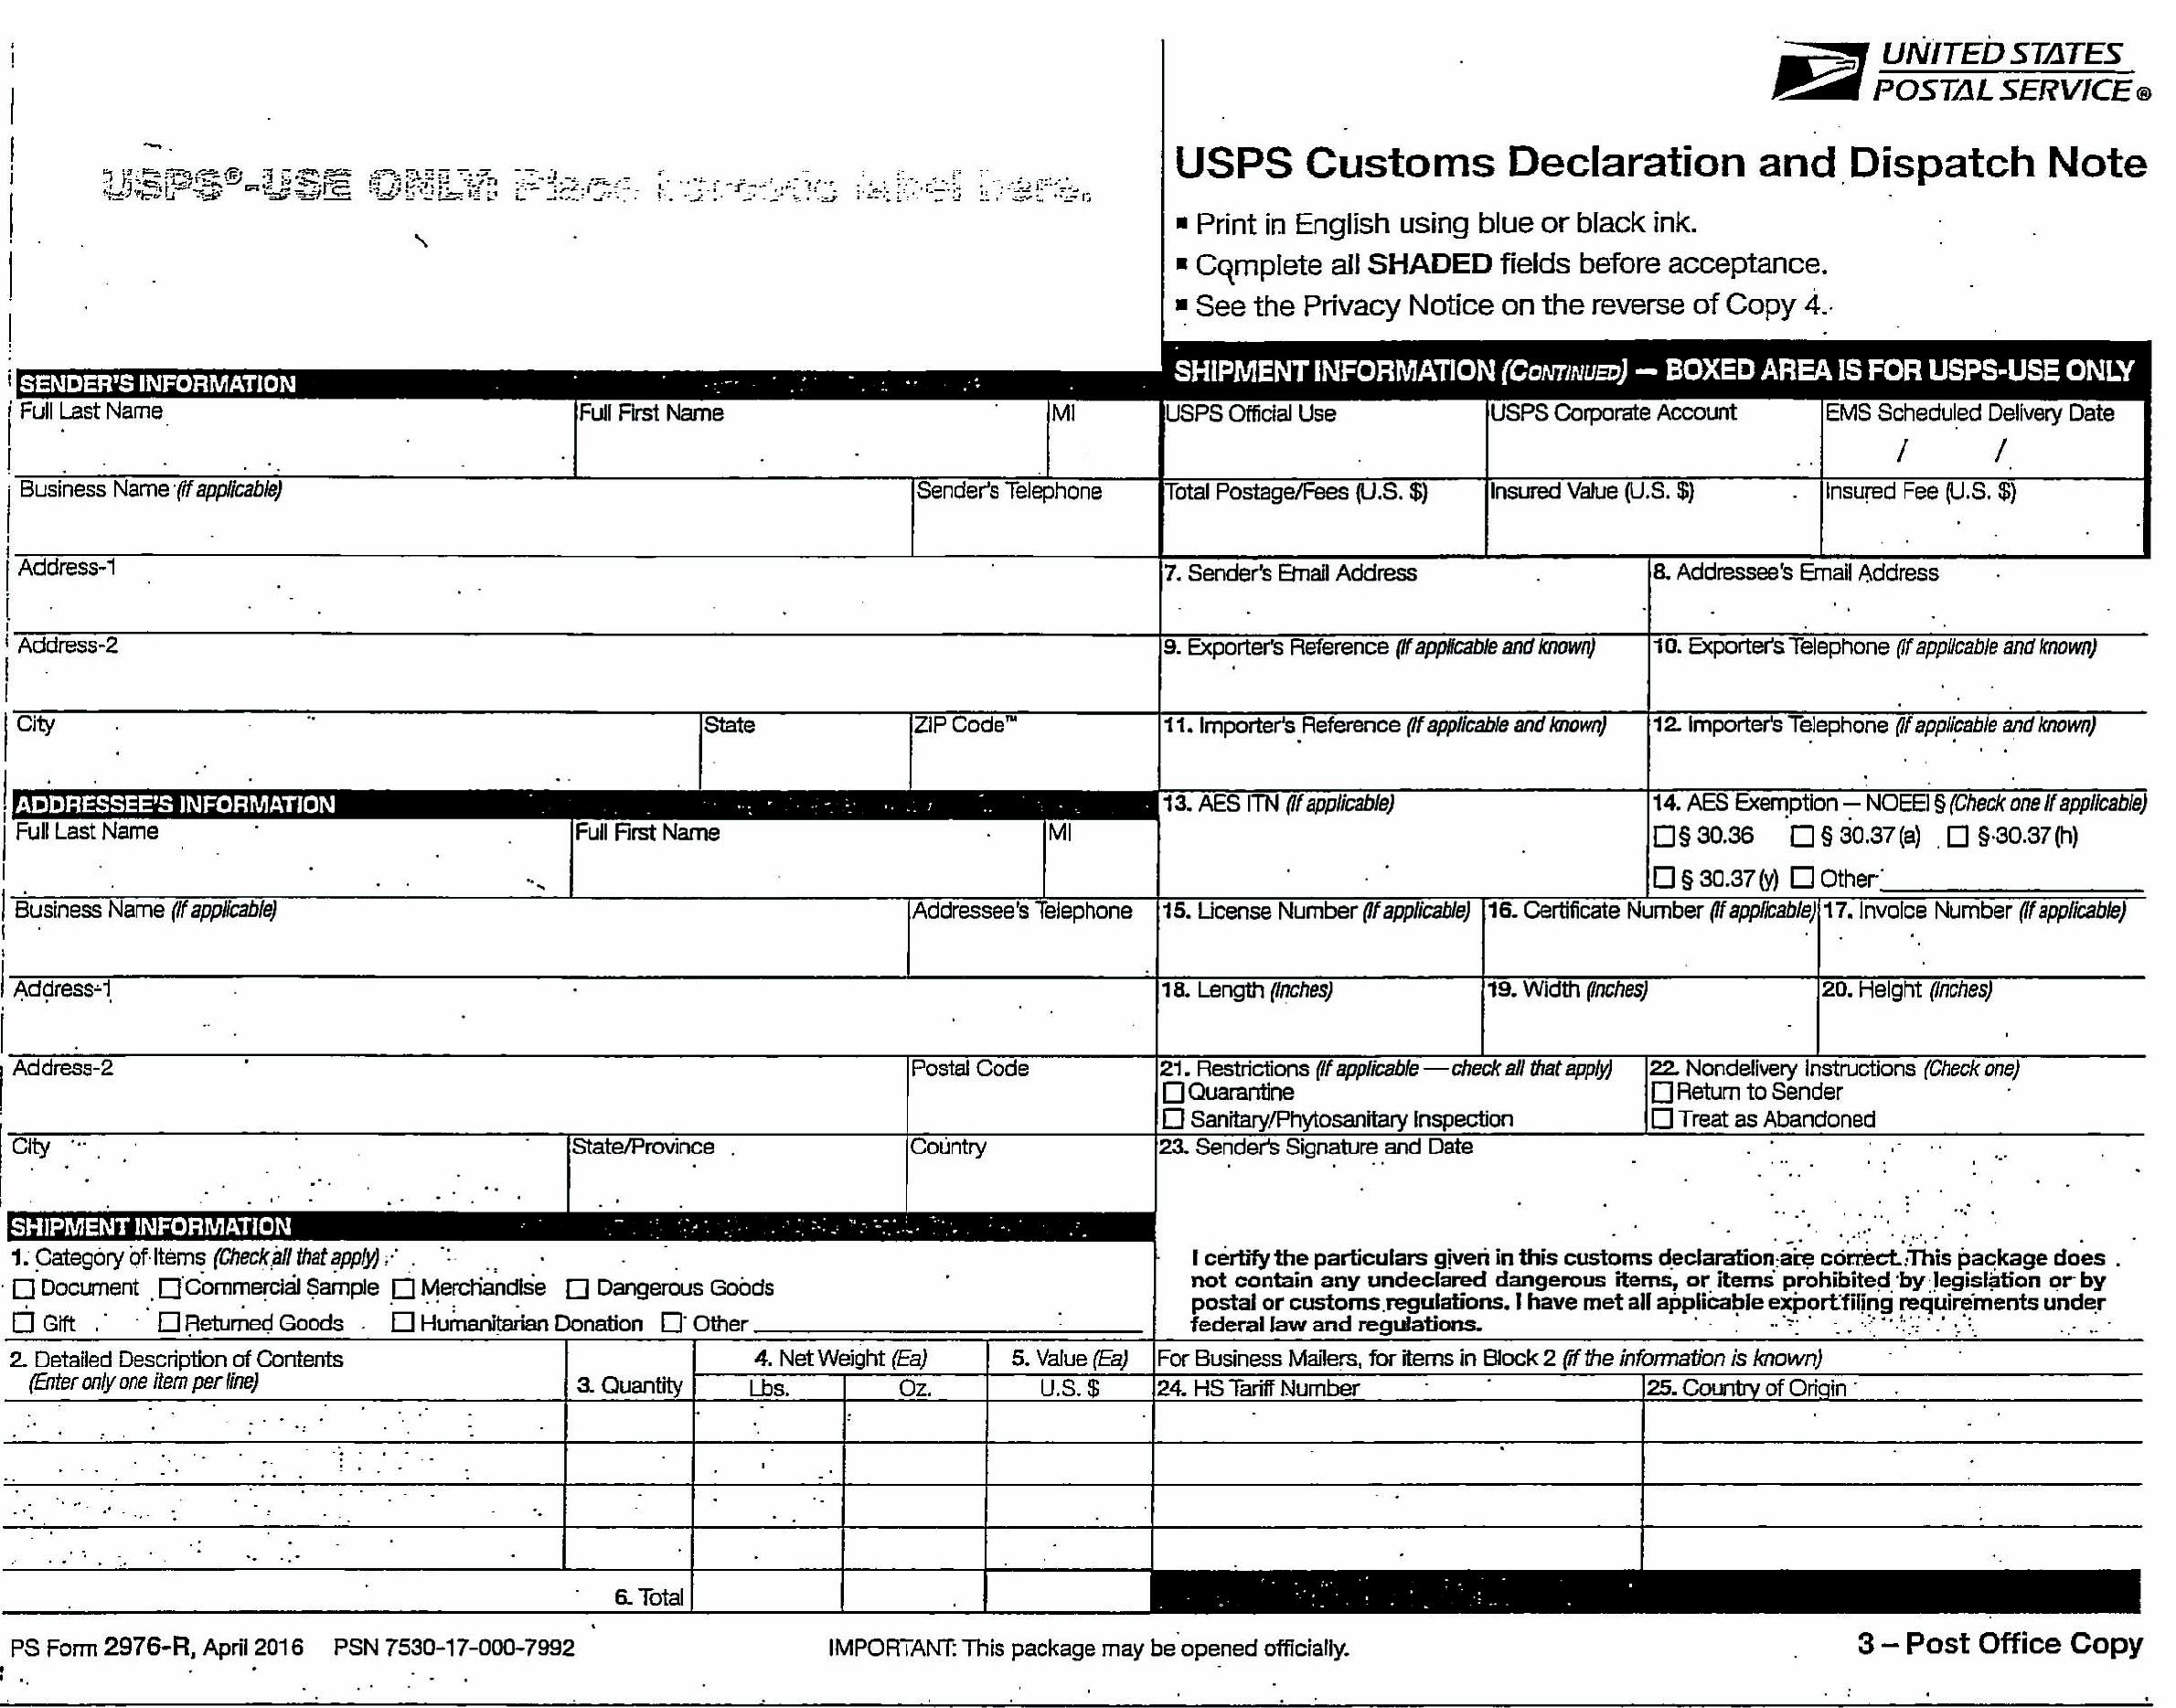 UNITED STATES
POSTAL SERVICE®
USPS®-USE ONLY: Place barcode label here.
USPS Customs Declaration and Dispatch Note
▪ Print in English using blue or black ink.
▪ Complete all SHADED fields before acceptance.
▪ See the Privacy Notice on the reverse of Copy 4.
SENDER'S INFORMATION
Full Last Name Full First Name MI
Business Name (if applicable) Sender's Telephone
Address-1
Address-2
City State ZIP Code™
ADDRESSEE'S INFORMATION
Full Last Name Full First Name MI
Business Name (if applicable) Addressee's Telephone
Address-1
Address-2 Postal Code
City State/Province Country
SHIPMENT INFORMATION
1. Category of Items (Check all that apply)
☐ Document ☐ Commercial Sample ☐ Merchandise ☐ Dangerous Goods
☐ Gift ☐ Returned Goods ☐ Humanitarian Donation ☐ Other
SHIPMENT INFORMATION (CONTINUED) — BOXED AREA IS FOR USPS-USE ONLY
USPS Official Use USPS Corporate Account EMS Scheduled Delivery Date
/ /
Total Postage/Fees (U.S. $) Insured Value (U.S. $) Insured Fee (U.S. $)
7. Sender's Email Address 8. Addressee's Email Address
9. Exporter's Reference (if applicable and known) 10. Exporter's Telephone (if applicable and known)
11. Importer's Reference (if applicable and known) 12. Importer's Telephone (if applicable and known)
13. AES ITN (if applicable) 14. AES Exemption — NOEEI § (Check one if applicable)
☐ § 30.36 ☐ § 30.37 (a) ☐ § 30.37 (h)
☐ § 30.37 (y) ☐ Other:
15. License Number (if applicable) 16. Certificate Number (if applicable) 17. Invoice Number (if applicable)
18. Length (inches) 19. Width (inches) 20. Height (inches)
21. Restrictions (if applicable — check all that apply) 22. Nondelivery Instructions (Check one)
☐ Quarantine ☐ Return to Sender
☐ Sanitary/Phytosanitary Inspection ☐ Treat as Abandoned
23. Sender's Signature and Date
I certify the particulars given in this customs declaration are correct. This package does
not contain any undeclared dangerous items, or items prohibited by legislation or by
postal or customs regulations. I have met all applicable export filing requirements under
federal law and regulations.
2. Detailed Description of Contents
(Enter only one item per line) 3. Quantity 4. Net Weight (Ea) 5. Value (Ea)
Lbs. Oz. U.S. $
For Business Mailers, for items in Block 2 (if the information is known)
24. HS Tariff Number 25. Country of Origin
6. Total
PS Form 2976-R, April 2016 PSN 7530-17-000-7992 IMPORTANT: This package may be opened officially. 3 – Post Office Copy